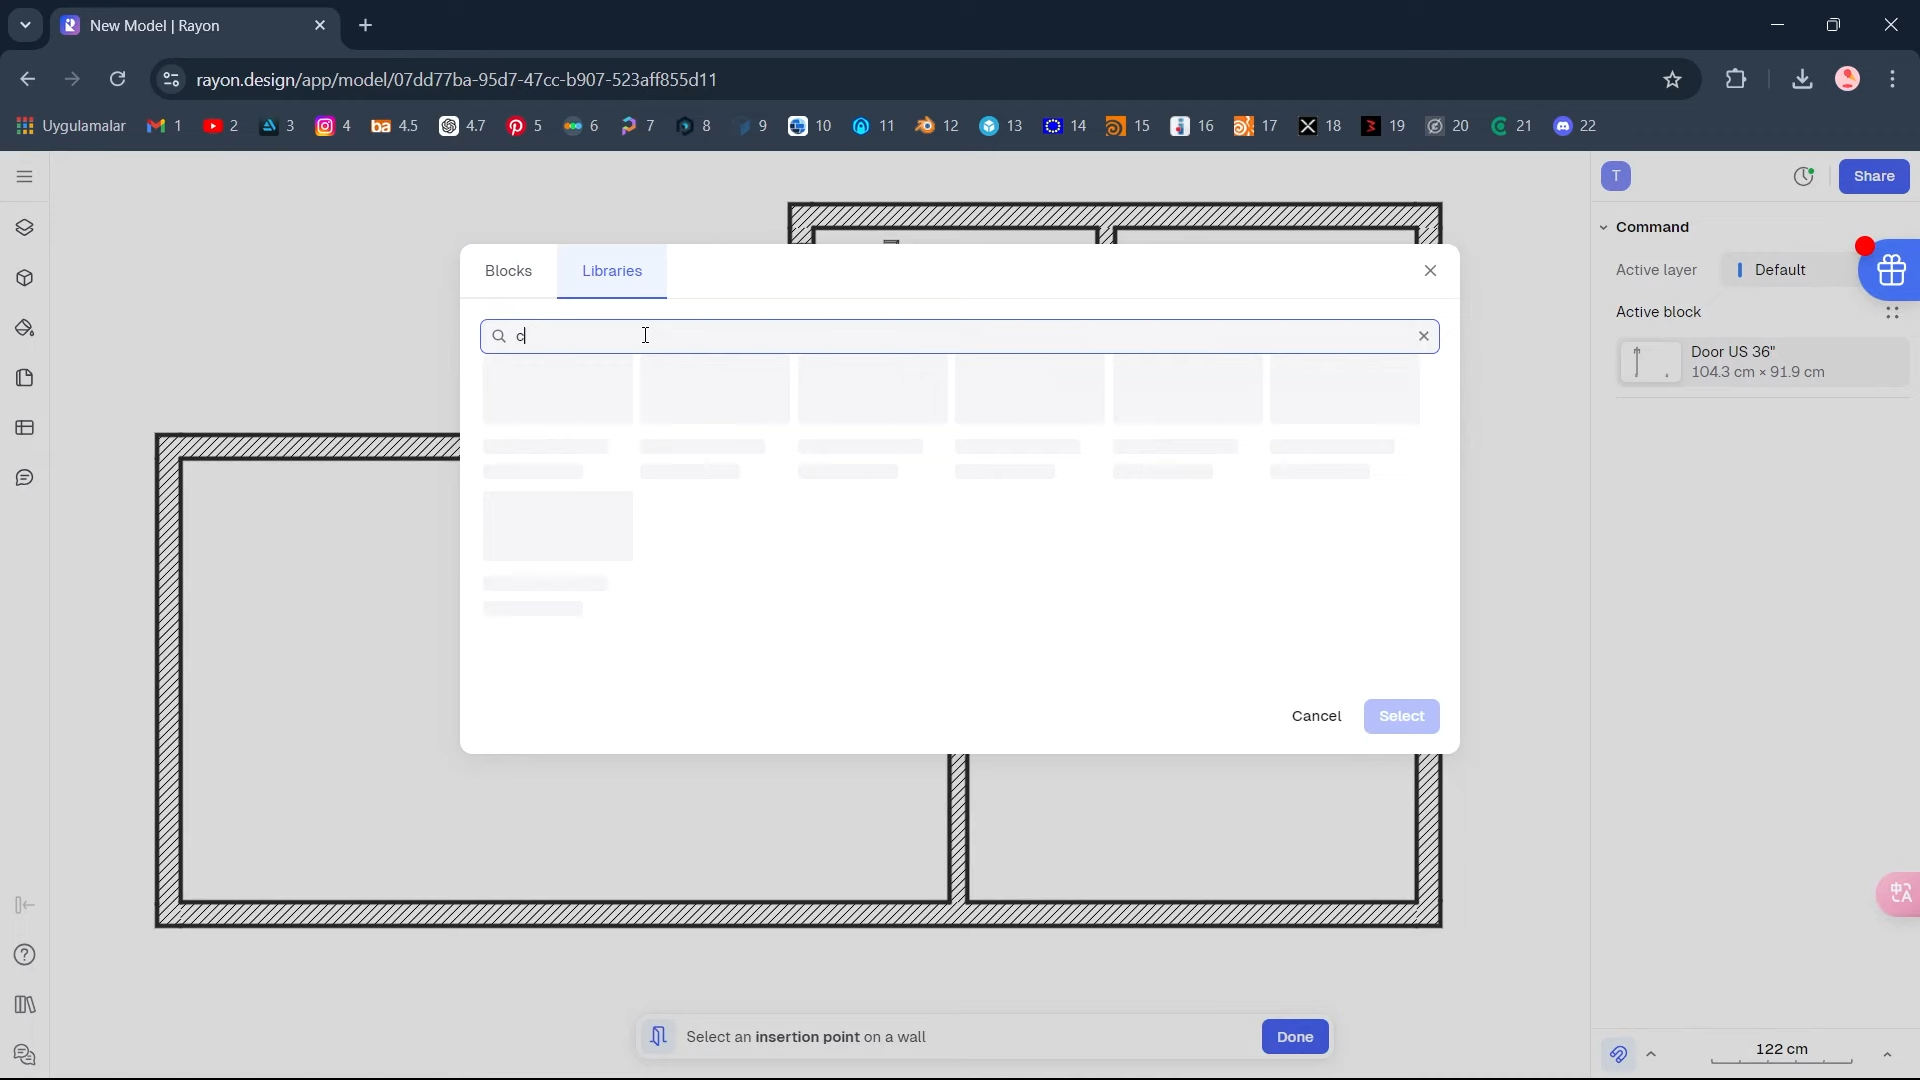 New Model | Rayon
rayon.design/app/model/07dd77ba-95d7-47cc-b907-523aff855d11
Uygulamalar 1 2 3 4 ba 4.5 4.7 5 6 7 8 9 10 11 12 13 14 15 16 17 18 19 20 21 22
T Share
Command
Active layer Default
Active block
Door US 36"
104.3 cm × 91.9 cm
Blocks Libraries
c
Cancel Select
Select an insertion point on a wall Done
122 cm